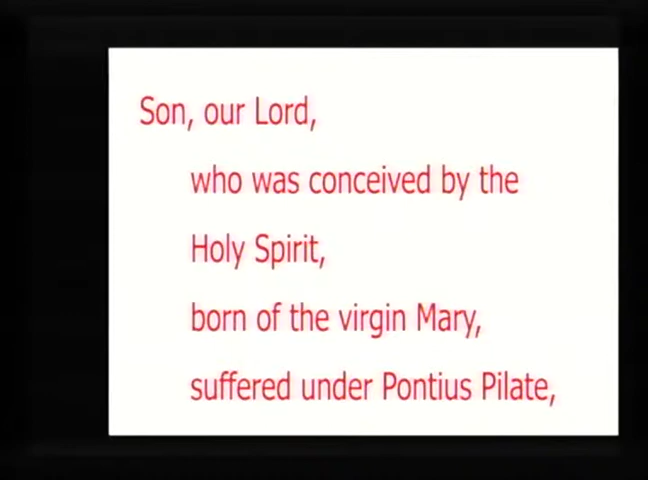 Son, our Lord,
who was conceived by the
Holy Spirit,
born of the virgin Mary,
suffered under Pontius Pilate,